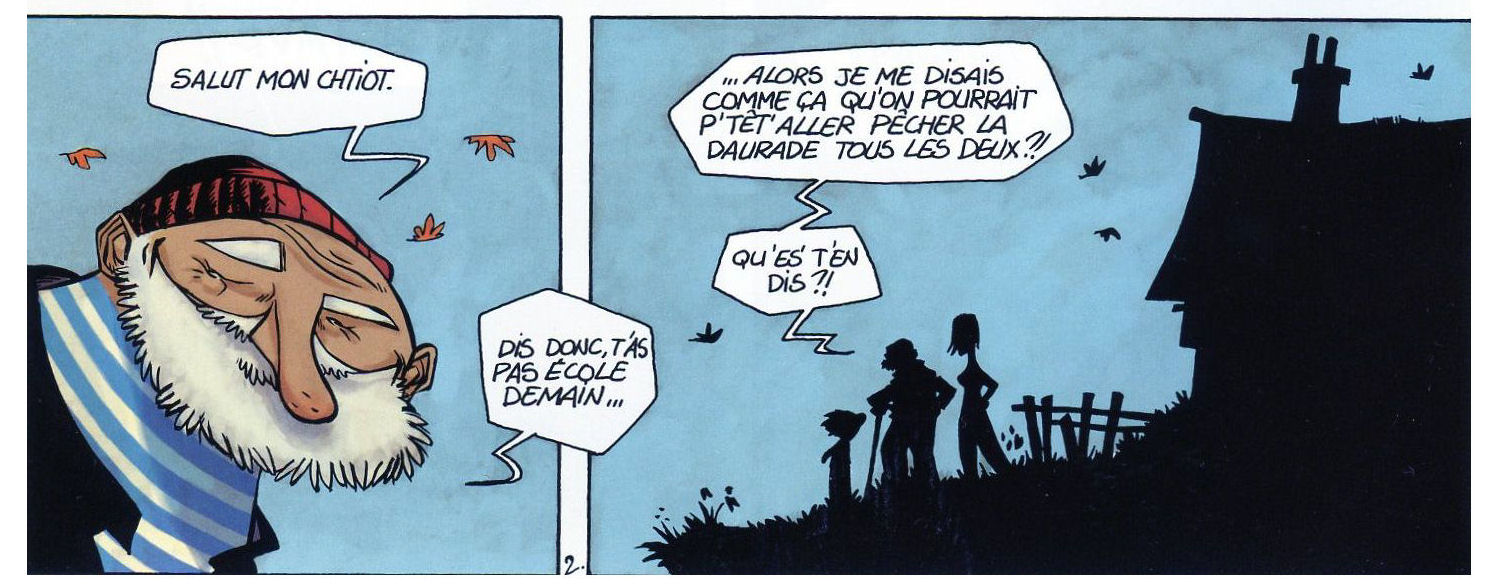 SALUT MON CHTIOT.
DIS DONC, T'AS
PAS ÉCOLE
DEMAIN...
2.
... ALORS JE ME DISAIS
COMME ÇA QU'ON POURRAIT
P'TÊT' ALLER PÊCHER LA
DAURADE TOUS LES DEUX ?!
QU'ES' T'EN
DIS ?!